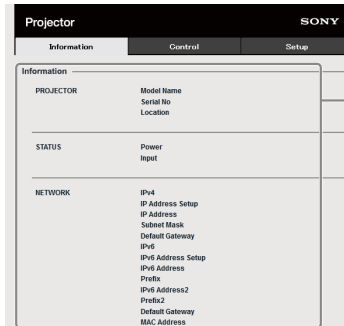 Projector SONY
Information Control Setup
Information
PROJECTOR Model Name
Serial No
Location
STATUS Power
Input
NETWORK IPv4
IP Address Setup
IP Address
Subnet Mask
Default Gateway
IPv6
IPv6 Address Setup
IPv6 Address
Prefix
IPv6 Address2
Prefix2
Default Gateway
MAC Address